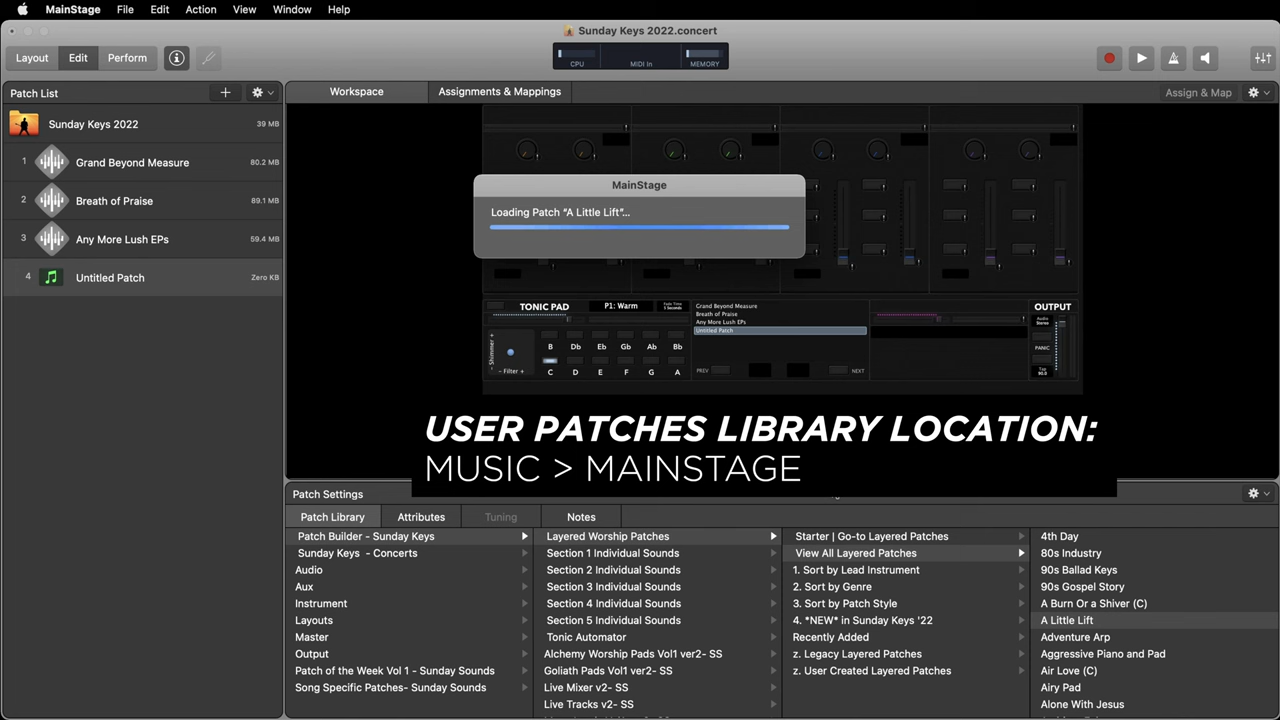 MainStage File Edit Action View Window Help
Sunday Keys 2022.concert
Layout Edit Perform
CPU MIDI In MEMORY
Patch List
Workspace Assignments & Mappings Assign & Map
Sunday Keys 2022 39 MB
1 Grand Beyond Measure 80.2 MB
2 Breath of Praise 89.1 MB
3 Any More Lush EPs 59.4 MB
4 Untitled Patch Zero KB
MainStage
Loading Patch “A Little Lift”...
TONIC PAD P1: Warm Fade Time 5 Seconds
B Db Eb Gb Ab Bb
C D E F G A
- Shimmer +
- Filter +
Grand Beyond Measure
Breath of Praise
Any More Lush EPs
Untitled Patch
PREV NEXT
OUTPUT
Audio
Stereo
PANIC
Tap
90.0
USER PATCHES LIBRARY LOCATION:
MUSIC > MAINSTAGE
Patch Settings
Patch Library Attributes Tuning Notes
Patch Builder - Sunday Keys
Sunday Keys - Concerts
Audio
Aux
Instrument
Layouts
Master
Output
Patch of the Week Vol 1 - Sunday Sounds
Song Specific Patches- Sunday Sounds
Layered Worship Patches
Section 1 Individual Sounds
Section 2 Individual Sounds
Section 3 Individual Sounds
Section 4 Individual Sounds
Section 5 Individual Sounds
Tonic Automator
Alchemy Worship Pads Vol1 ver2- SS
Goliath Pads Vol1 ver2- SS
Live Mixer v2- SS
Live Tracks v2- SS
Starter | Go-to Layered Patches
View All Layered Patches
1. Sort by Lead Instrument
2. Sort by Genre
3. Sort by Patch Style
4. *NEW* in Sunday Keys '22
Recently Added
z. Legacy Layered Patches
z. User Created Layered Patches
4th Day
80s Industry
90s Ballad Keys
90s Gospel Story
A Burn Or a Shiver (C)
A Little Lift
Adventure Arp
Aggressive Piano and Pad
Air Love (C)
Airy Pad
Alone With Jesus